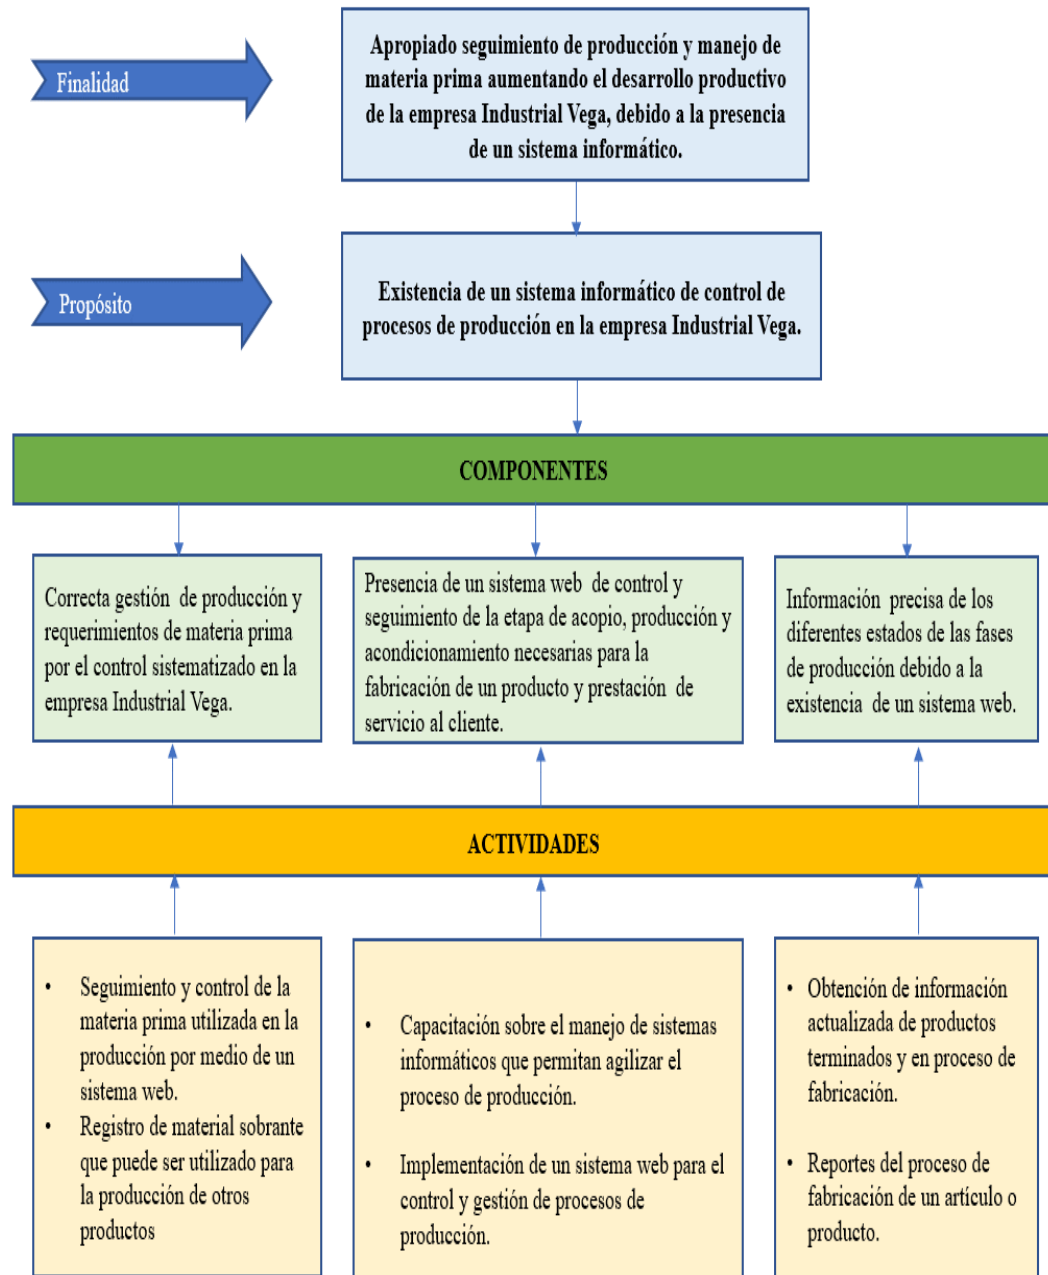 Finalidad
Apropiado seguimiento de producción y manejo de
materia prima aumentando el desarrollo productivo
de la empresa Industrial Vega, debido a la presencia
de un sistema informático.
Propósito
Existencia de un sistema informático de control de
procesos de producción en la empresa Industrial Vega.
COMPONENTES
Correcta gestión de producción y
requerimientos de materia prima
por el control sistematizado en la
empresa Industrial Vega.
Presencia de un sistema web de control y
seguimiento de la etapa de acopio, producción y
acondicionamiento necesarias para la
fabricación de un producto y prestación de
servicio al cliente.
Información precisa de los
diferentes estados de las fases
de producción debido a la
existencia de un sistema web.
ACTIVIDADES
• Seguimiento y control de la
materia prima utilizada en la
producción por medio de un
sistema web.
• Registro de material sobrante
que puede ser utilizado para
la producción de otros
productos
• Capacitación sobre el manejo de sistemas
informáticos que permitan agilizar el
proceso de producción.
• Implementación de un sistema web para el
control y gestión de procesos de
producción.
• Obtención de información
actualizada de productos
terminados y en proceso de
fabricación.
• Reportes del proceso de
fabricación de un artículo o
producto.